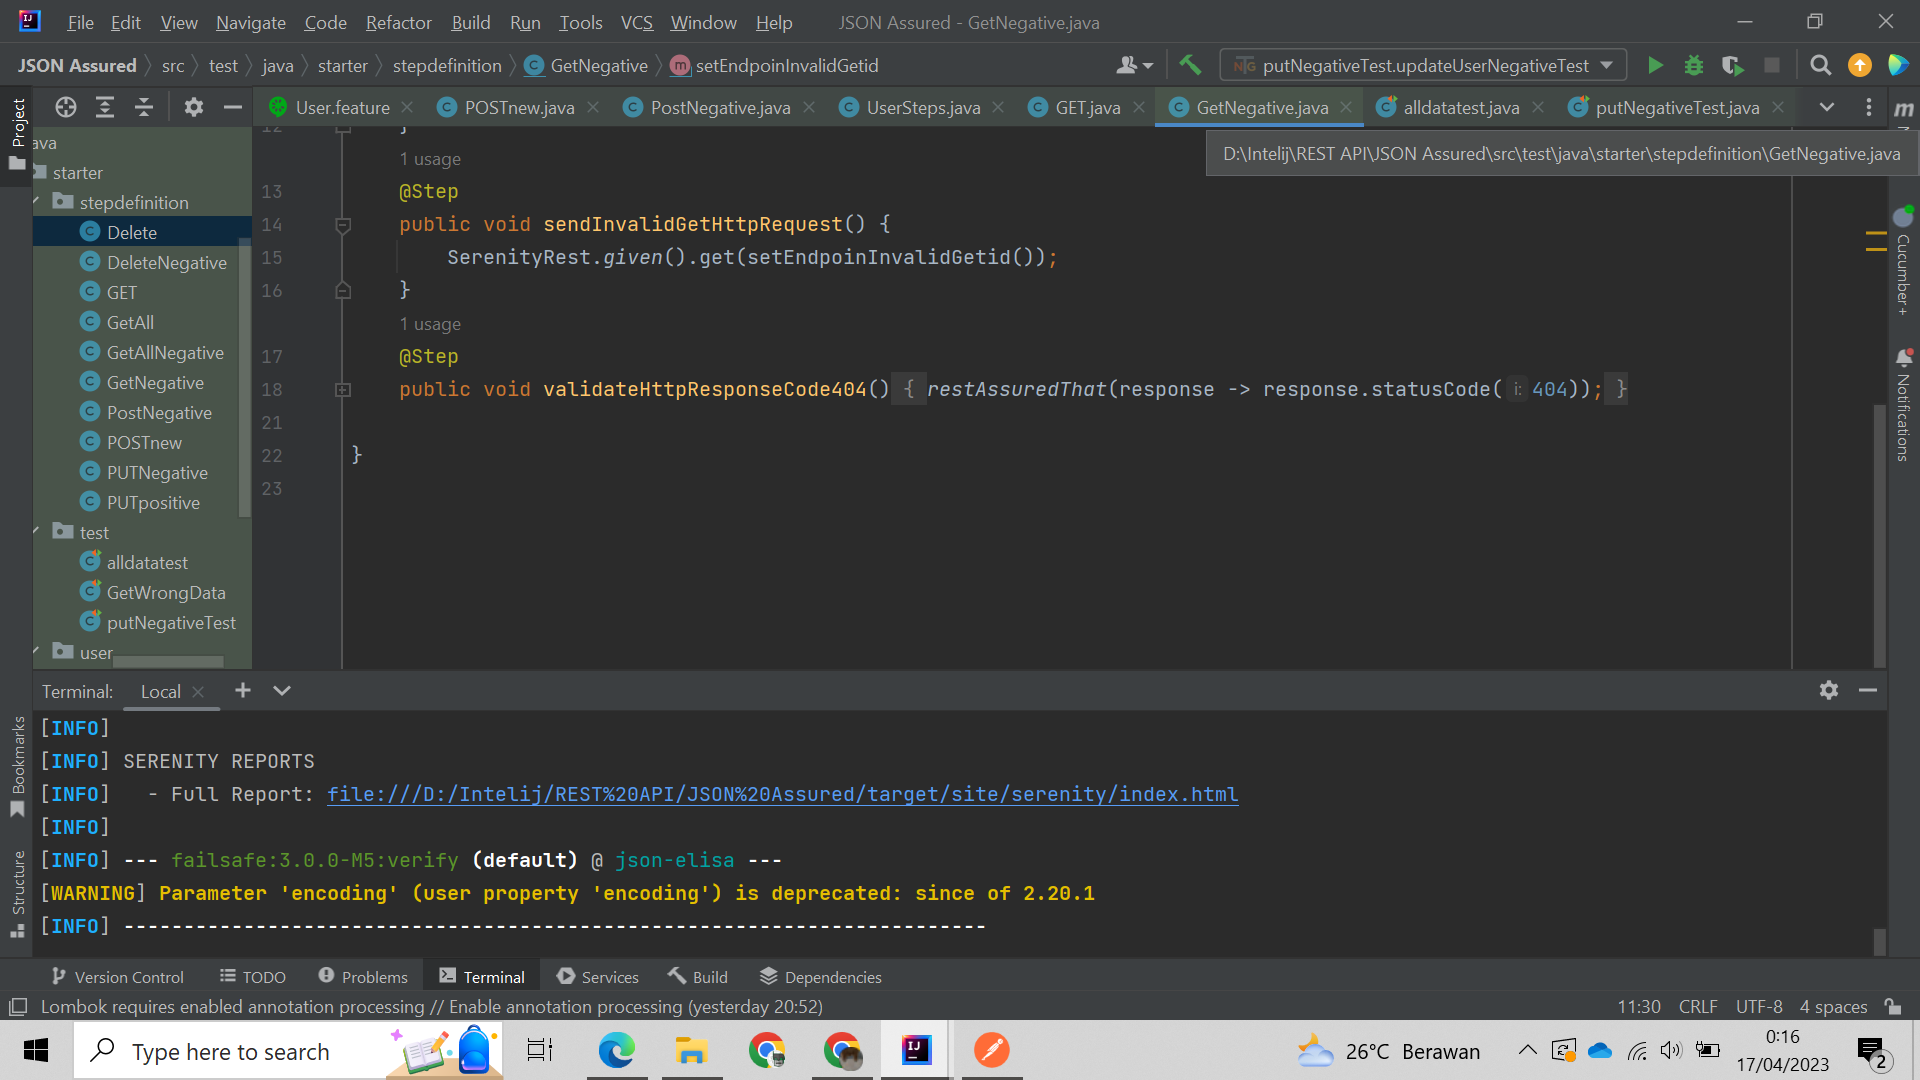 File Edit View Navigate Code Refactor Build Run Tools VCS Window Help JSON Assured - GetNegative.java
JSON Assured src test java starter stepdefinition GetNegative setEndpoinInvalidGetid putNegativeTest.updateUserNegativeTest
User.feature POSTnew.java PostNegative.java UserSteps.java GET.java GetNegative.java alldatatest.java putNegativeTest.java
D:\Intelij\REST API\JSON Assured\src\test\java\starter\stepdefinition\GetNegative.java
Project
starter
stepdefinition
Delete
DeleteNegative
GET
GetAll
GetAllNegative
GetNegative
PostNegative
POSTnew
PUTNegative
PUTpositive
test
alldatatest
GetWrongData
putNegativeTest
user
12 }
1 usage
13 @Step
14 public void sendInvalidGetHttpRequest() {
15 SerenityRest.given().get(setEndpoinInvalidGetid());
16 }
1 usage
17 @Step
18 public void validateHttpResponseCode404() { restAssuredThat(response -> response.statusCode( i: 404)); }
21
22 }
23
Cucumber+
Notifications
Terminal: Local
[INFO]
[INFO] SERENITY REPORTS
[INFO] - Full Report: file:///D:/Intelij/REST%20API/JSON%20Assured/target/site/serenity/index.html
[INFO]
[INFO] --- failsafe:3.0.0-M5:verify (default) @ json-elisa ---
[WARNING] Parameter 'encoding' (user property 'encoding') is deprecated: since of 2.20.1
[INFO] ------------------------------------------------------------------------
Bookmarks
Structure
Version Control TODO Problems Terminal Services Build Dependencies
Lombok requires enabled annotation processing // Enable annotation processing (yesterday 20:52) 11:30 CRLF UTF-8 4 spaces
Type here to search
26°C Berawan
0:16
17/04/2023
2